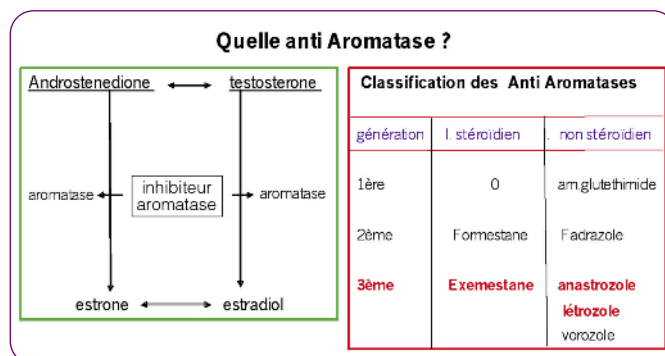 Quelle anti Aromatase ?
Androstenedione testosterone
aromatase inhibiteur aromatase aromatase
estrone estradiol
Classification des Anti Aromatases
génération I. stéroïdien I. non stéroïdien
1ère 0 am.glutethimide
2ème Formestane Fadrazole
3ème Exemestane anastrozole
létrozole
vorozole